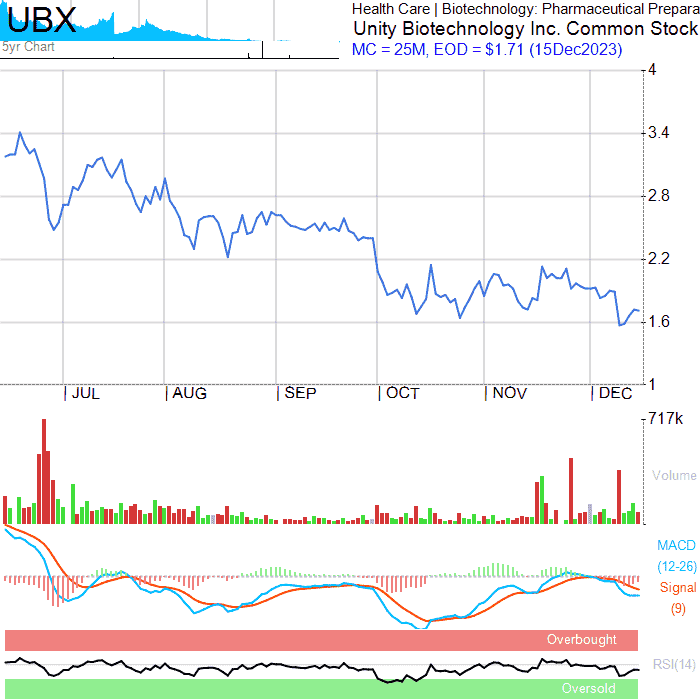 UBX
Health Care | Biotechnology: Pharmaceutical Prepara
Unity Biotechnology Inc. Common Stock
5yr Chart
MC = 25M, EOD = $1.71 (15Dec2023)
4
3.4
2.8
2.2
1.6
1
JUL AUG SEP OCT NOV DEC
717k
Volume
MACD
(12-26)
Signal
(9)
Overbought
RSI(14)
Oversold